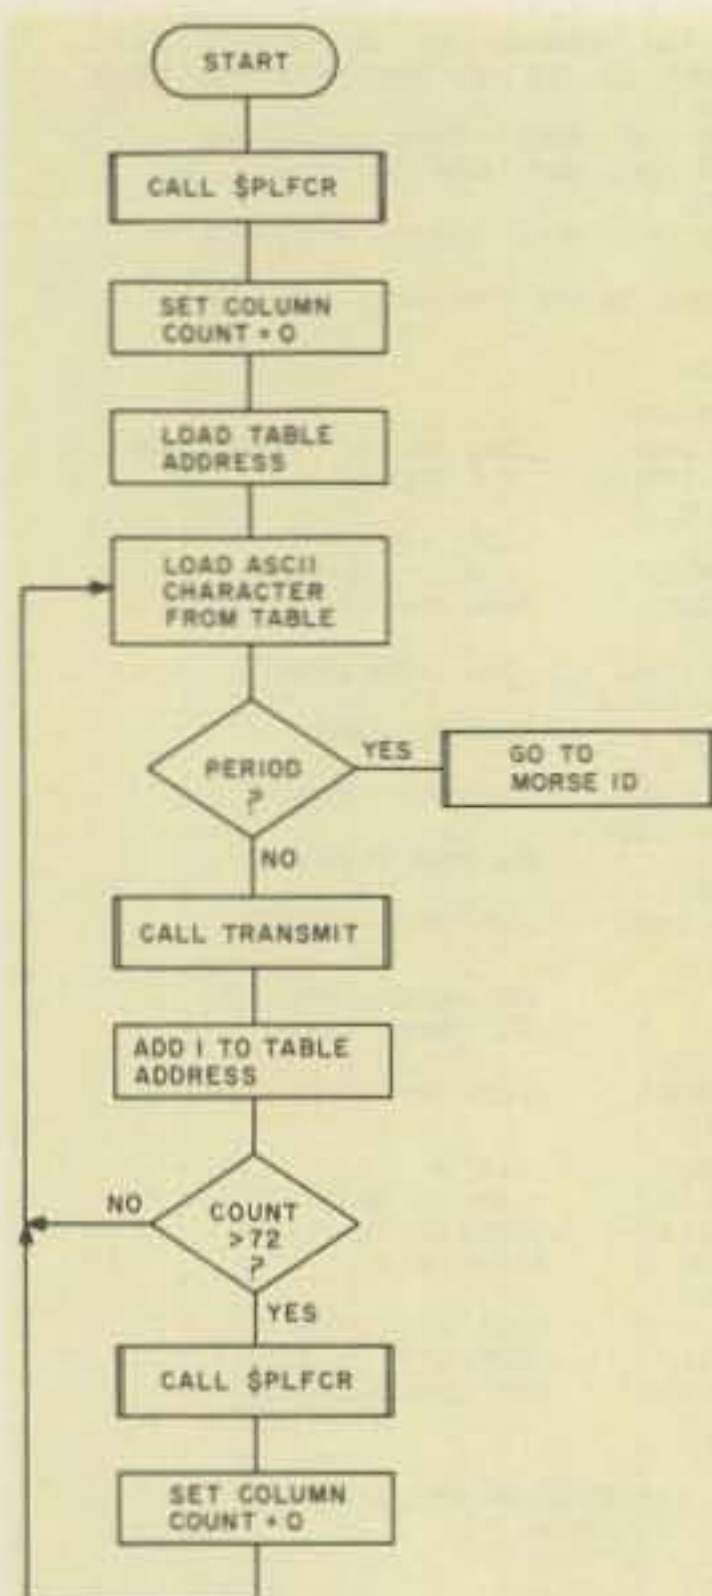 START
CALL $PLFCR
SET COLUMN
COUNT = 0
LOAD TABLE
ADDRESS
LOAD ASCII
CHARACTER
FROM TABLE
PERIOD
?
YES
GO TO
MORSE ID
NO
CALL TRANSMIT
ADD 1 TO TABLE
ADDRESS
NO
COUNT
>72
?
YES
CALL $PLFCR
SET COLUMN
COUNT = 0